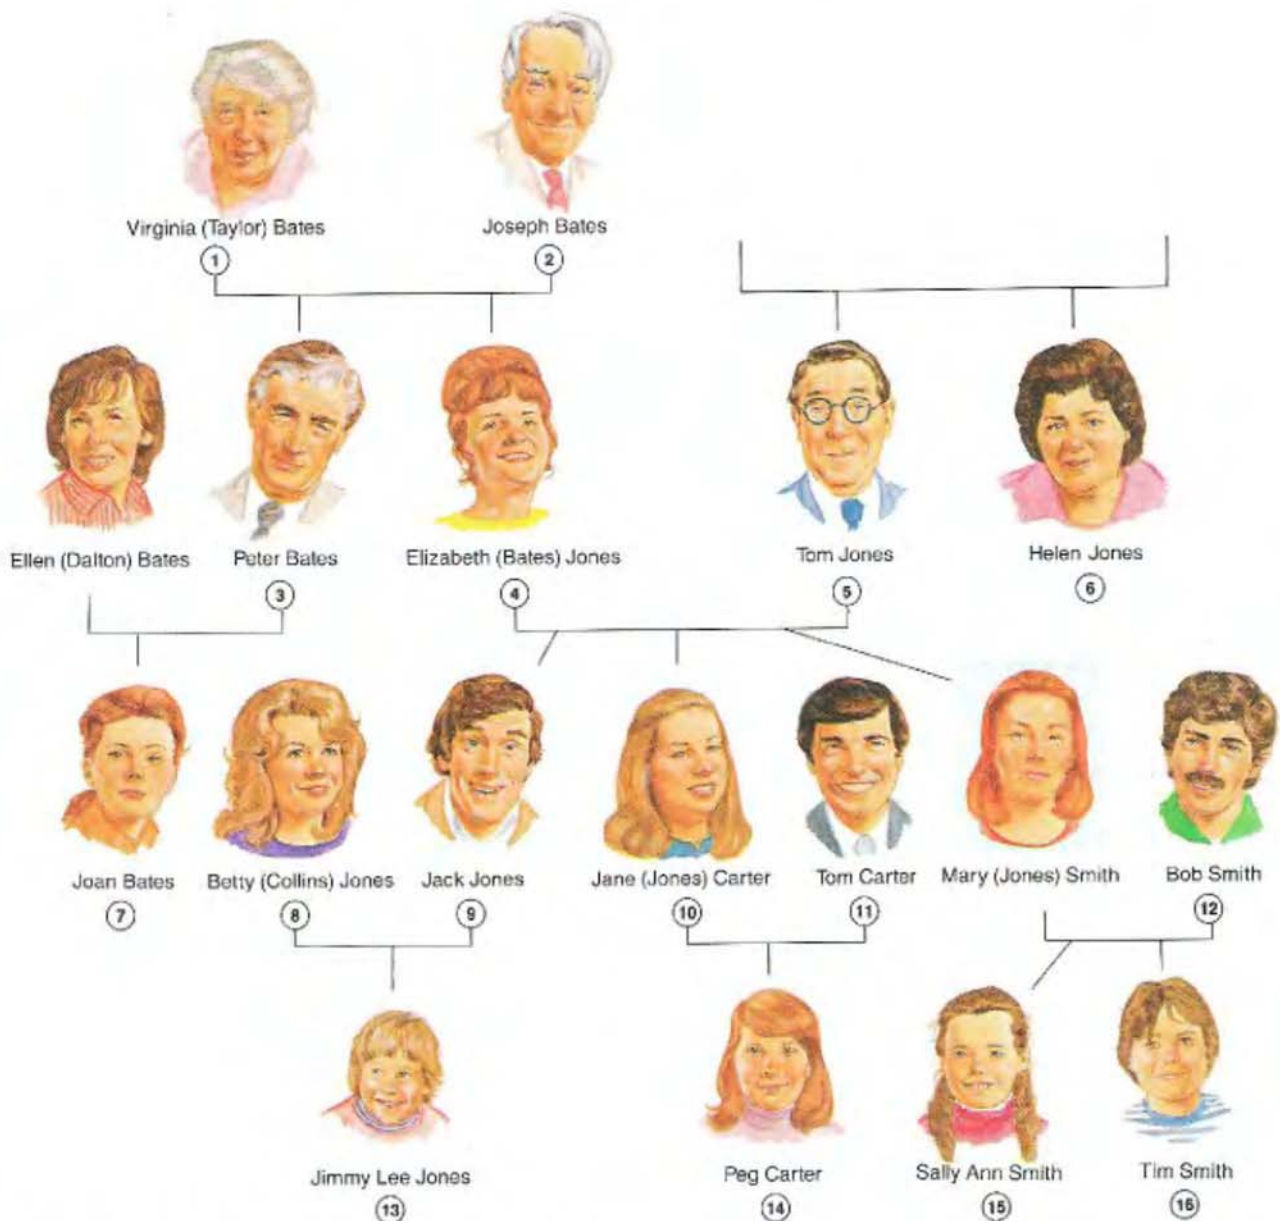 Virginia (Taylor) Bates
Joseph Bates
1
2
Ellen (Dalton) Bates
Peter Bates
Elizabeth (Bates) Jones
Tom Jones
Helen Jones
3
4
5
6
Joan Bates
Betty (Collins) Jones
Jack Jones
Jane (Jones) Carter
Tom Carter
Mary (Jones) Smith
Bob Smith
7
8
9
10
11
12
Jimmy Lee Jones
Peg Carter
Sally Ann Smith
Tim Smith
13
14
15
16